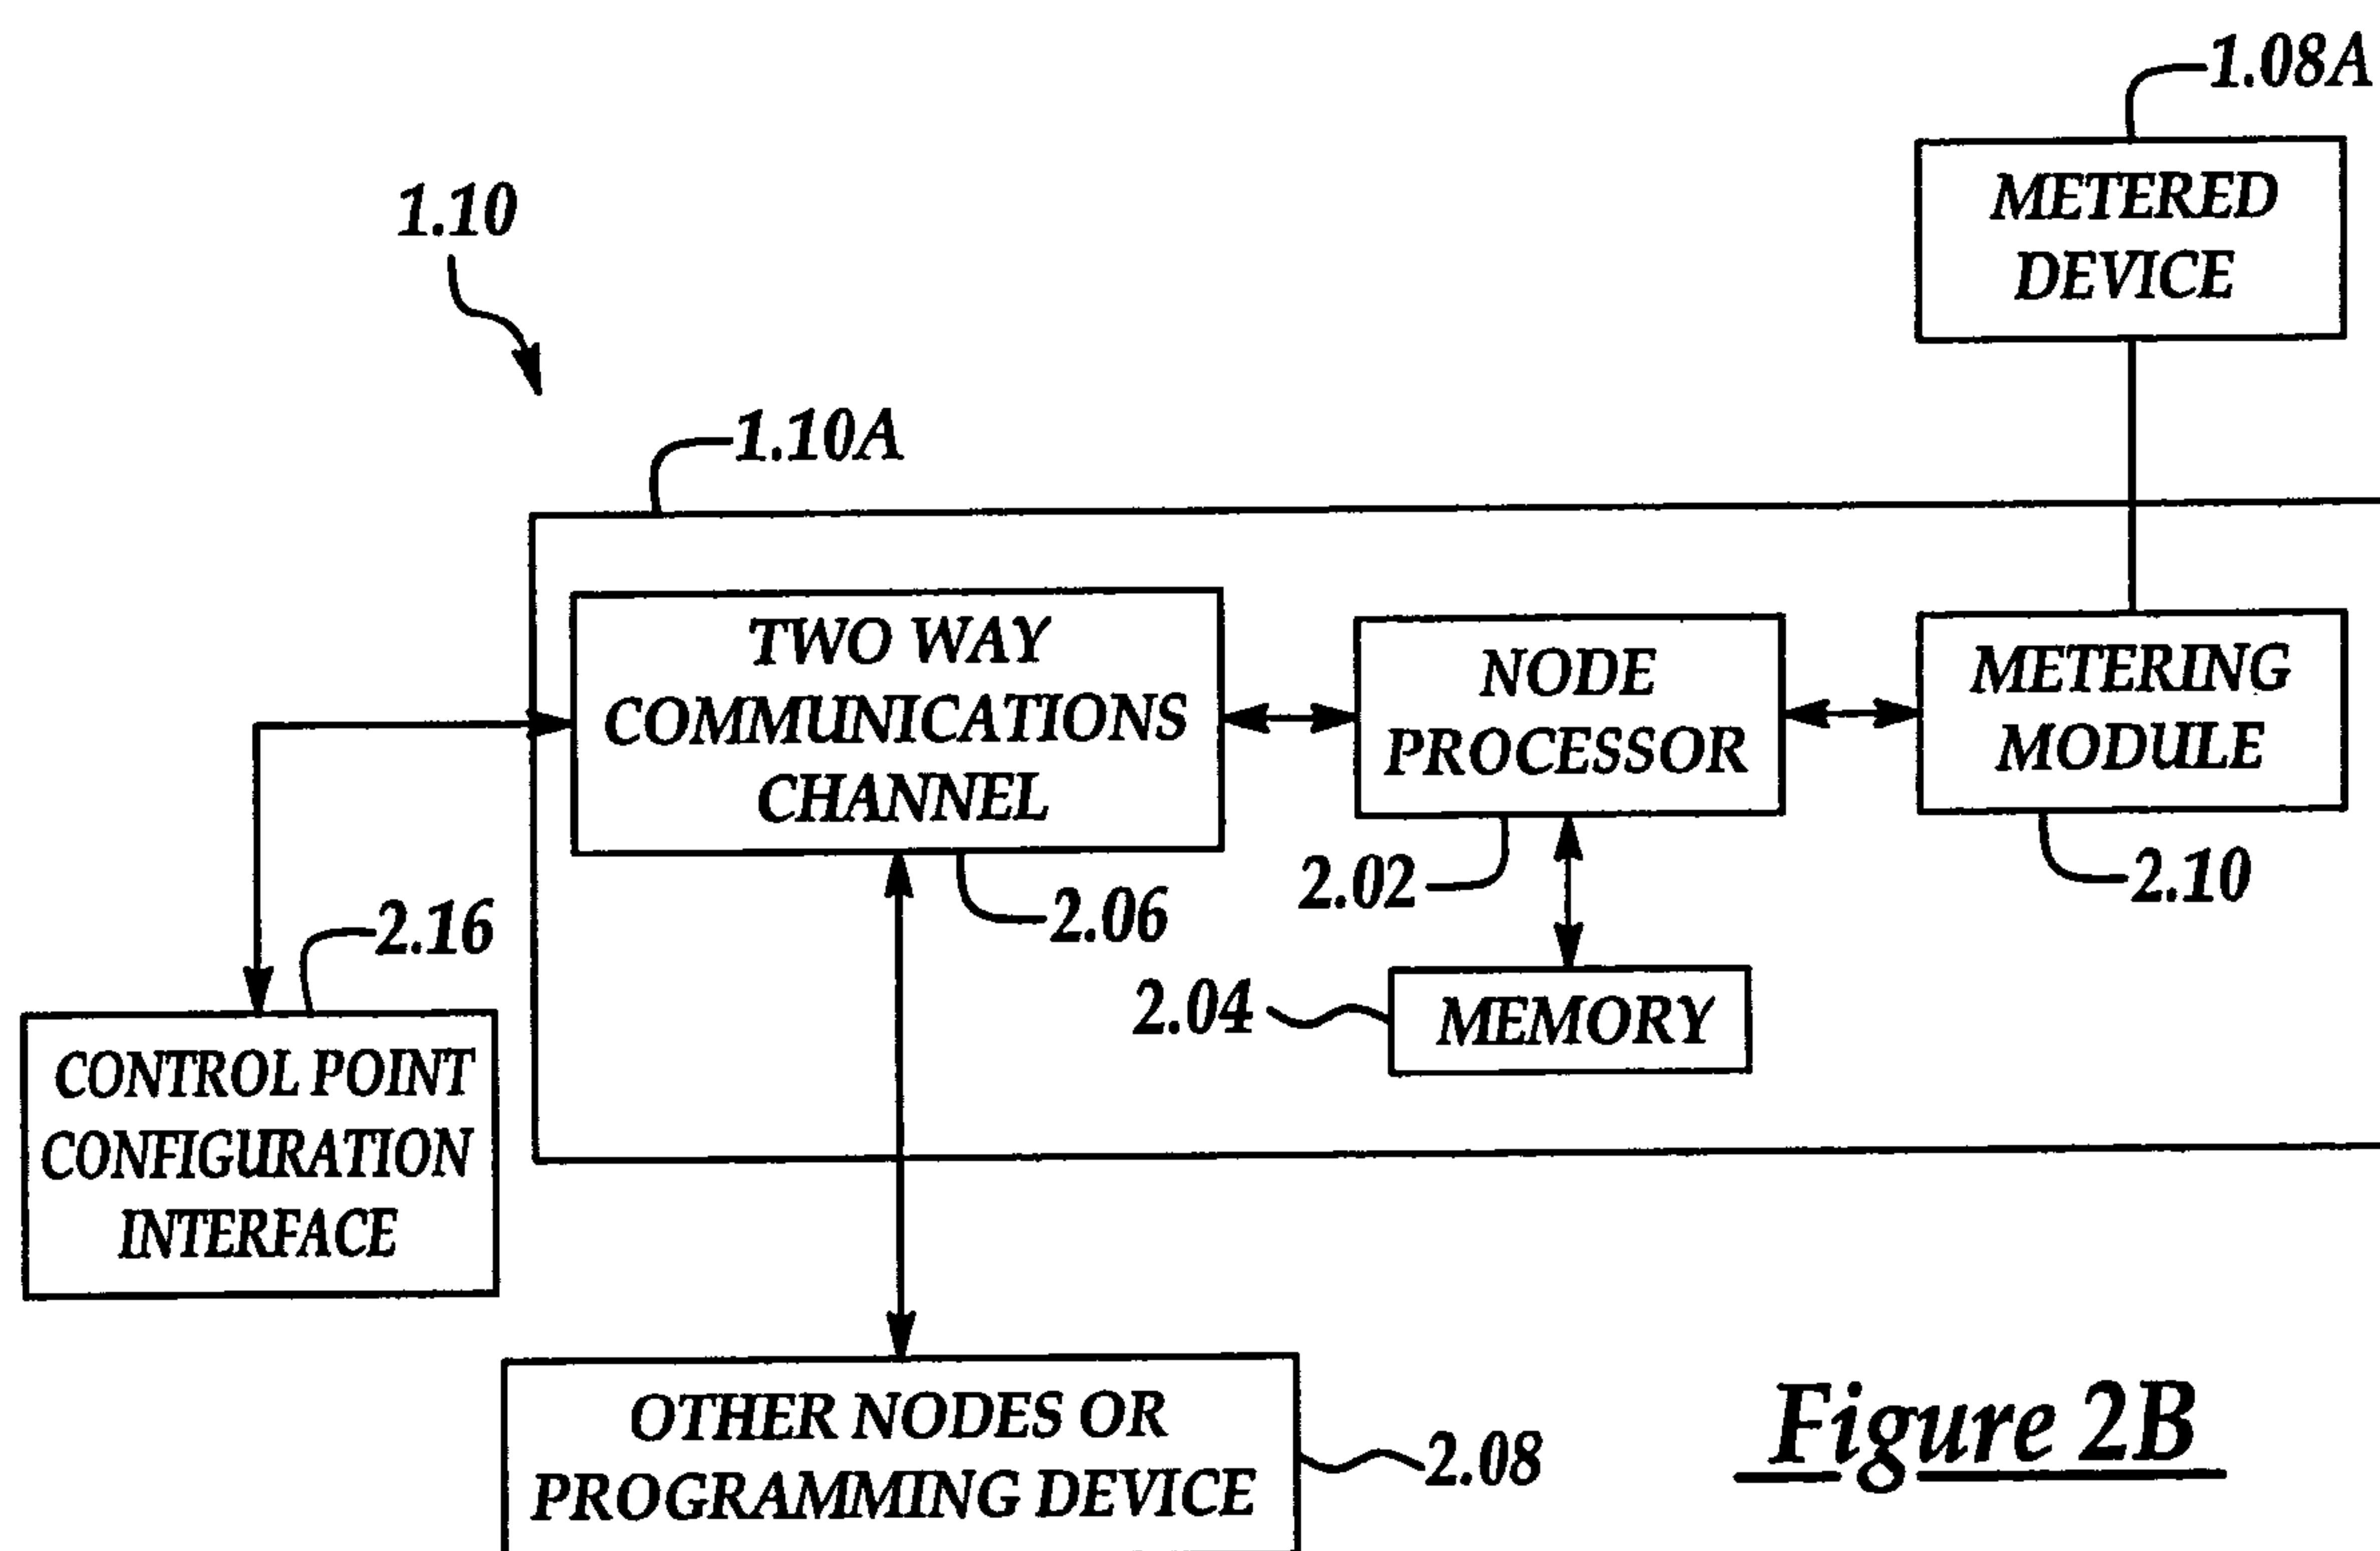 1.08A
METERED
DEVICE
1.10
1.10A
TWO WAY
COMMUNICATIONS
CHANNEL
NODE
PROCESSOR
METERING
MODULE
2.02
2.10
2.06
2.16
2.04
MEMORY
CONTROL POINT
CONFIGURATION
INTERFACE
OTHER NODES OR
PROGRAMMING DEVICE
2.08
Figure 2B